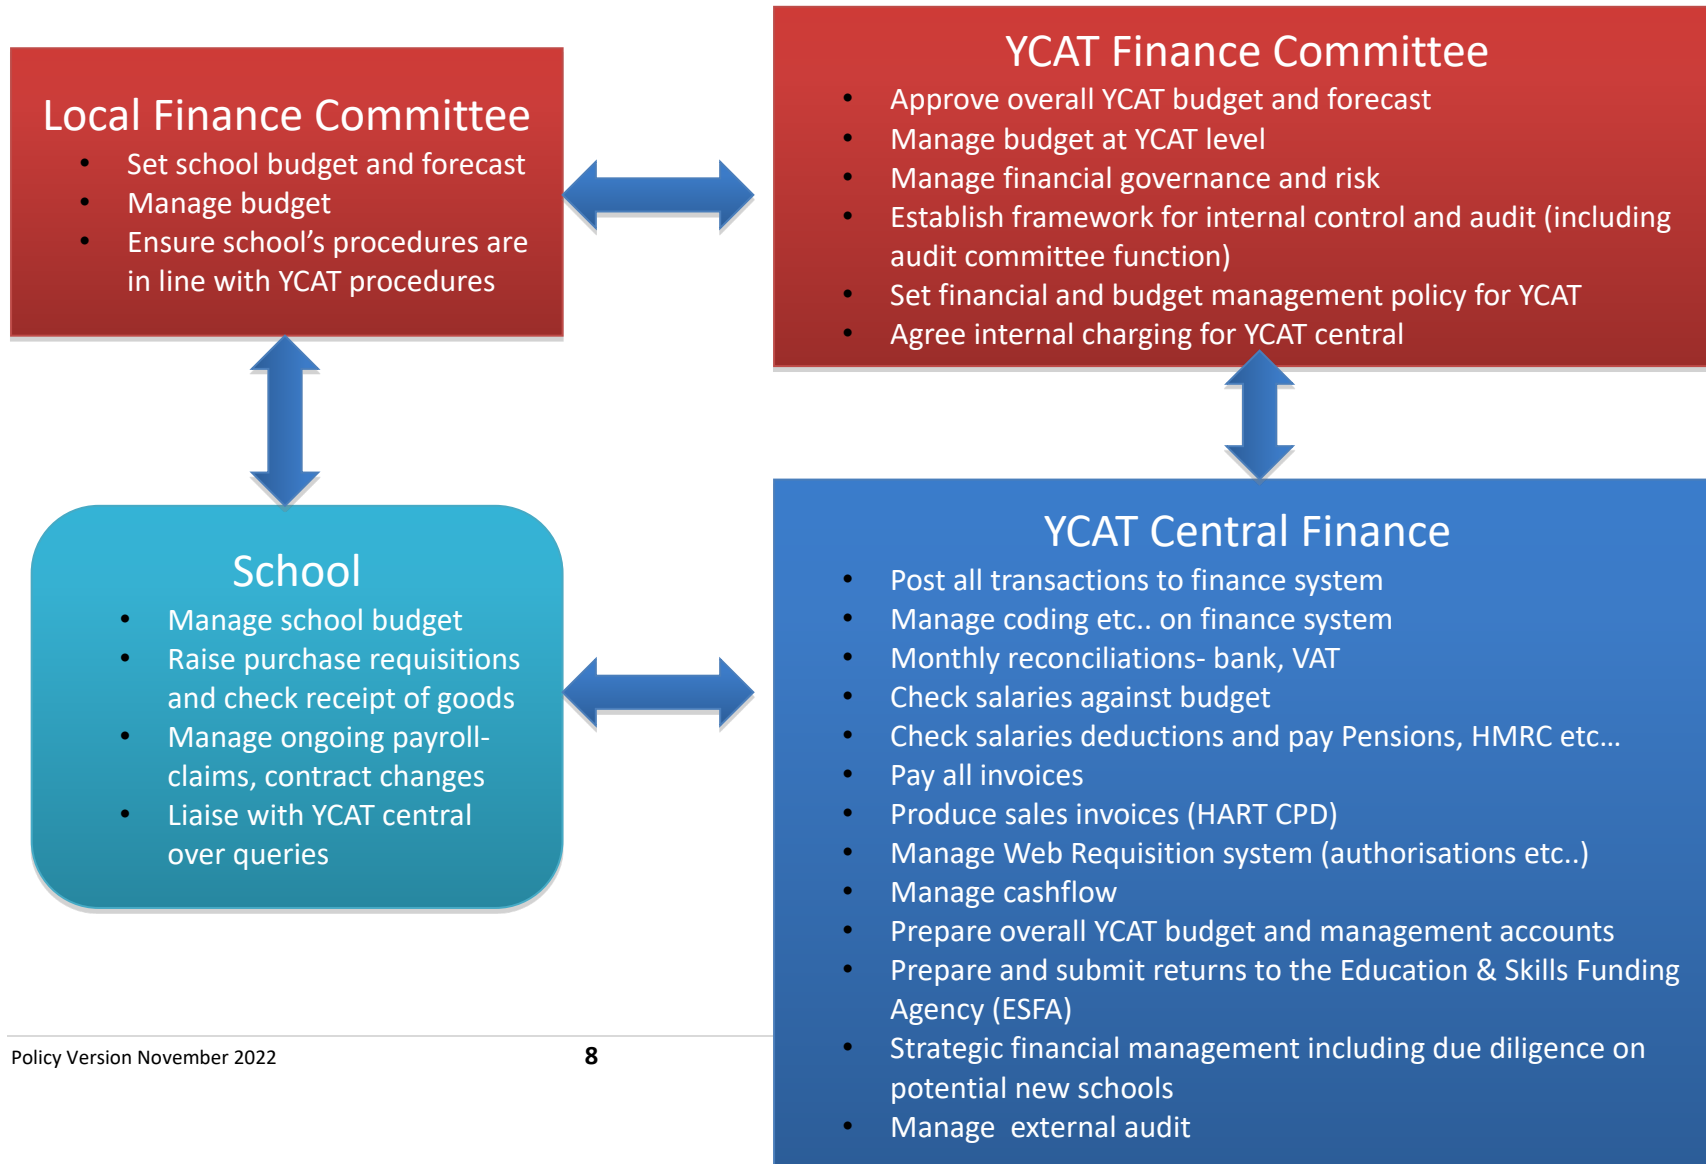 Local Finance Committee
• Set school budget and forecast
• Manage budget
• Ensure school’s procedures are
in line with YCAT procedures
YCAT Finance Committee
• Approve overall YCAT budget and forecast
• Manage budget at YCAT level
• Manage financial governance and risk
• Establish framework for internal control and audit (including
audit committee function)
• Set financial and budget management policy for YCAT
• Agree internal charging for YCAT central
School
• Manage school budget
• Raise purchase requisitions
and check receipt of goods
• Manage ongoing payroll-
claims, contract changes
• Liaise with YCAT central
over queries
YCAT Central Finance
• Post all transactions to finance system
• Manage coding etc.. on finance system
• Monthly reconciliations- bank, VAT
• Check salaries against budget
• Check salaries deductions and pay Pensions, HMRC etc…
• Pay all invoices
• Produce sales invoices (HART CPD)
• Manage Web Requisition system (authorisations etc..)
• Manage cashflow
• Prepare overall YCAT budget and management accounts
• Prepare and submit returns to the Education & Skills Funding
Agency (ESFA)
• Strategic financial management including due diligence on
potential new schools
• Manage  external audit
Policy Version November 2022 8